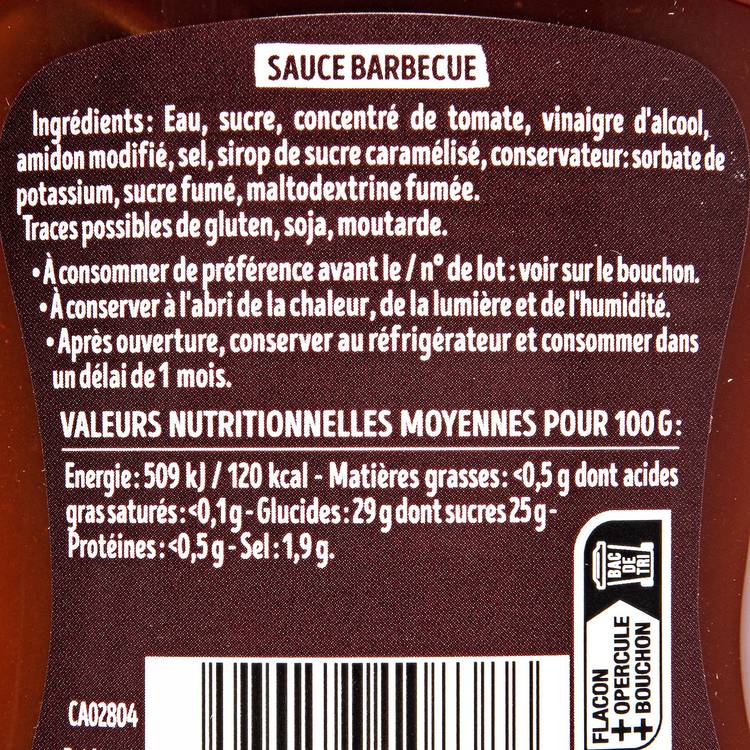 SAUCE BARBECUE
Ingrédients: Eau, sucre, concentré de tomate, vinaigre d'alcool,
amidon modifié, sel, sirop de sucre caramélisé, conservateur: sorbate de
potassium, sucre fumé, maltodextrine fumée.
Traces possibles de gluten, soja, moutarde.
• À consommer de préférence avant le / n° de lot : voir sur le bouchon.
• À conserver à l'abri de la chaleur, de la lumière et de l'humidité.
• Après ouverture, conserver au réfrigérateur et consommer dans
un délai de 1 mois.
VALEURS NUTRITIONNELLES MOYENNES POUR 100 G :
Energie : 509 kJ / 120 kcal - Matières grasses : <0,5 g dont acides
gras saturés : <0,1 g - Glucides : 29 g dont sucres 25 g -
Protéines : <0,5 g - Sel : 1,9 g.
BAC
DE
TRI
FLACON
+ OPERCULE
+ BOUCHON
CA02804